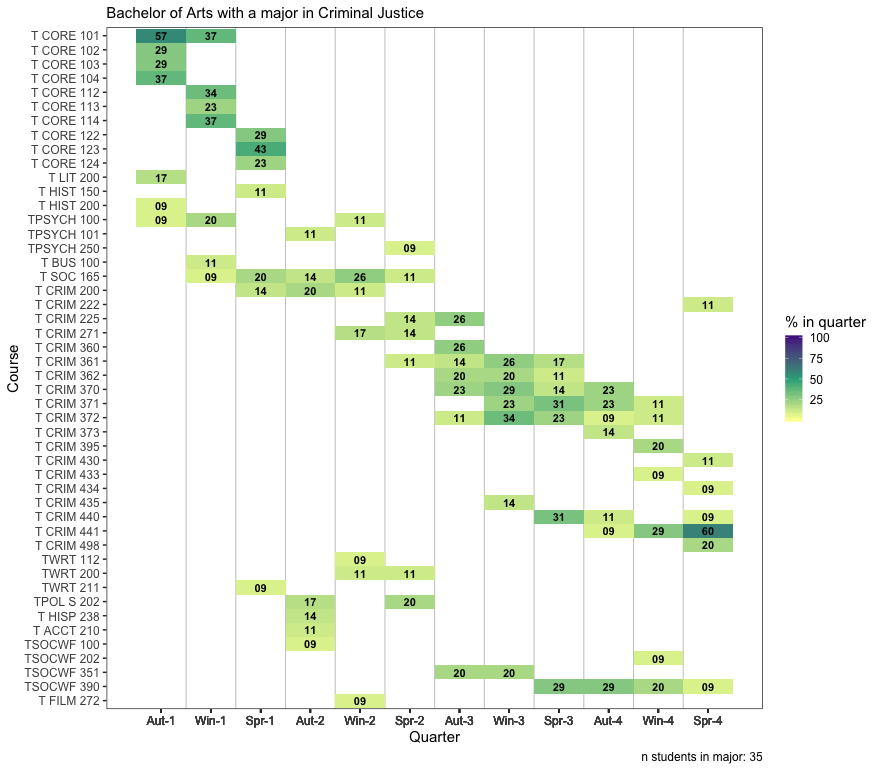 Bachelor of Arts with a major in Criminal Justice
T CORE 101 57 37
T CORE 102 29
T CORE 103 29
T CORE 104 37
T CORE 112 34
T CORE 113 23
T CORE 114 37
T CORE 122 29
T CORE 123 43
T CORE 124 23
T LIT 200 17
T HIST 150 11
T HIST 200 09
TPSYCH 100 09 20 11
TPSYCH 101 11
TPSYCH 250 09
T BUS 100 11
T SOC 165 09 20 14 26 11
T CRIM 200 14 20 11
T CRIM 222 11
T CRIM 225 14 26
T CRIM 271 17 14
T CRIM 360 26
T CRIM 361 11 14 26 17
T CRIM 362 20 20 11
T CRIM 370 23 29 14 23
T CRIM 371 23 31 23 11
T CRIM 372 11 34 23 09 11
T CRIM 373 14
T CRIM 395 20
T CRIM 430 11
T CRIM 433 09
T CRIM 434 09
T CRIM 435 14
T CRIM 440 31 11 09
T CRIM 441 09 29 60
T CRIM 498 20
TWRT 112 09
TWRT 200 11 11
TWRT 211 09
TPOL S 202 17 20
T HISP 238 14
T ACCT 210 11
TSOCWF 100 09
TSOCWF 202 09
TSOCWF 351 20 20
TSOCWF 390 29 29 20 09
T FILM 272 09
Course
Aut-1 Win-1 Spr-1 Aut-2 Win-2 Spr-2 Aut-3 Win-3 Spr-3 Aut-4 Win-4 Spr-4
Quarter
% in quarter
100
75
50
25
n students in major: 35